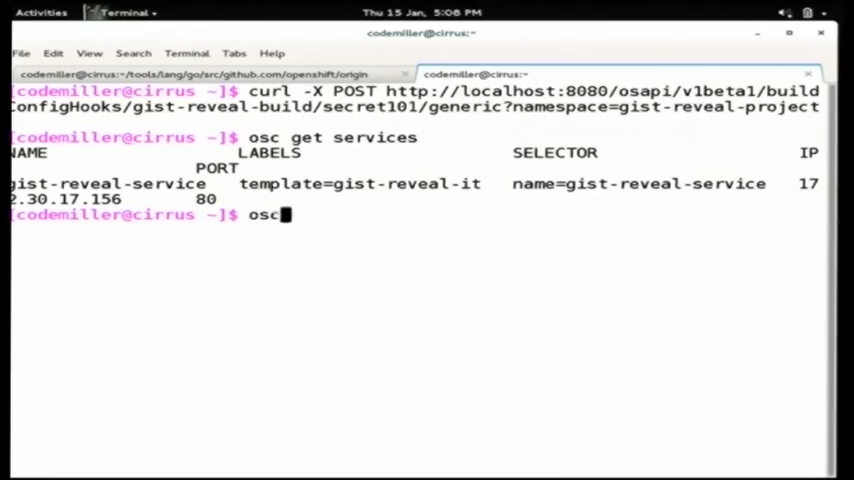 Activities Terminal Thu 15 Jan, 5:08 PM
codemiller@cirrus:~
File Edit View Search Terminal Tabs Help
codemiller@cirrus:~/tools/lang/go/src/github.com/openshift/origin × codemiller@cirrus:~ ×
[codemiller@cirrus ~]$ curl -X POST http://localhost:8080/osapi/v1beta1/build
ConfigHooks/gist-reveal-build/secret101/generic?namespace=gist-reveal-project
[codemiller@cirrus ~]$ osc get services
NAME LABELS SELECTOR IP
PORT
gist-reveal-service template=gist-reveal-it name=gist-reveal-service 17
2.30.17.156 80
[codemiller@cirrus ~]$ osc